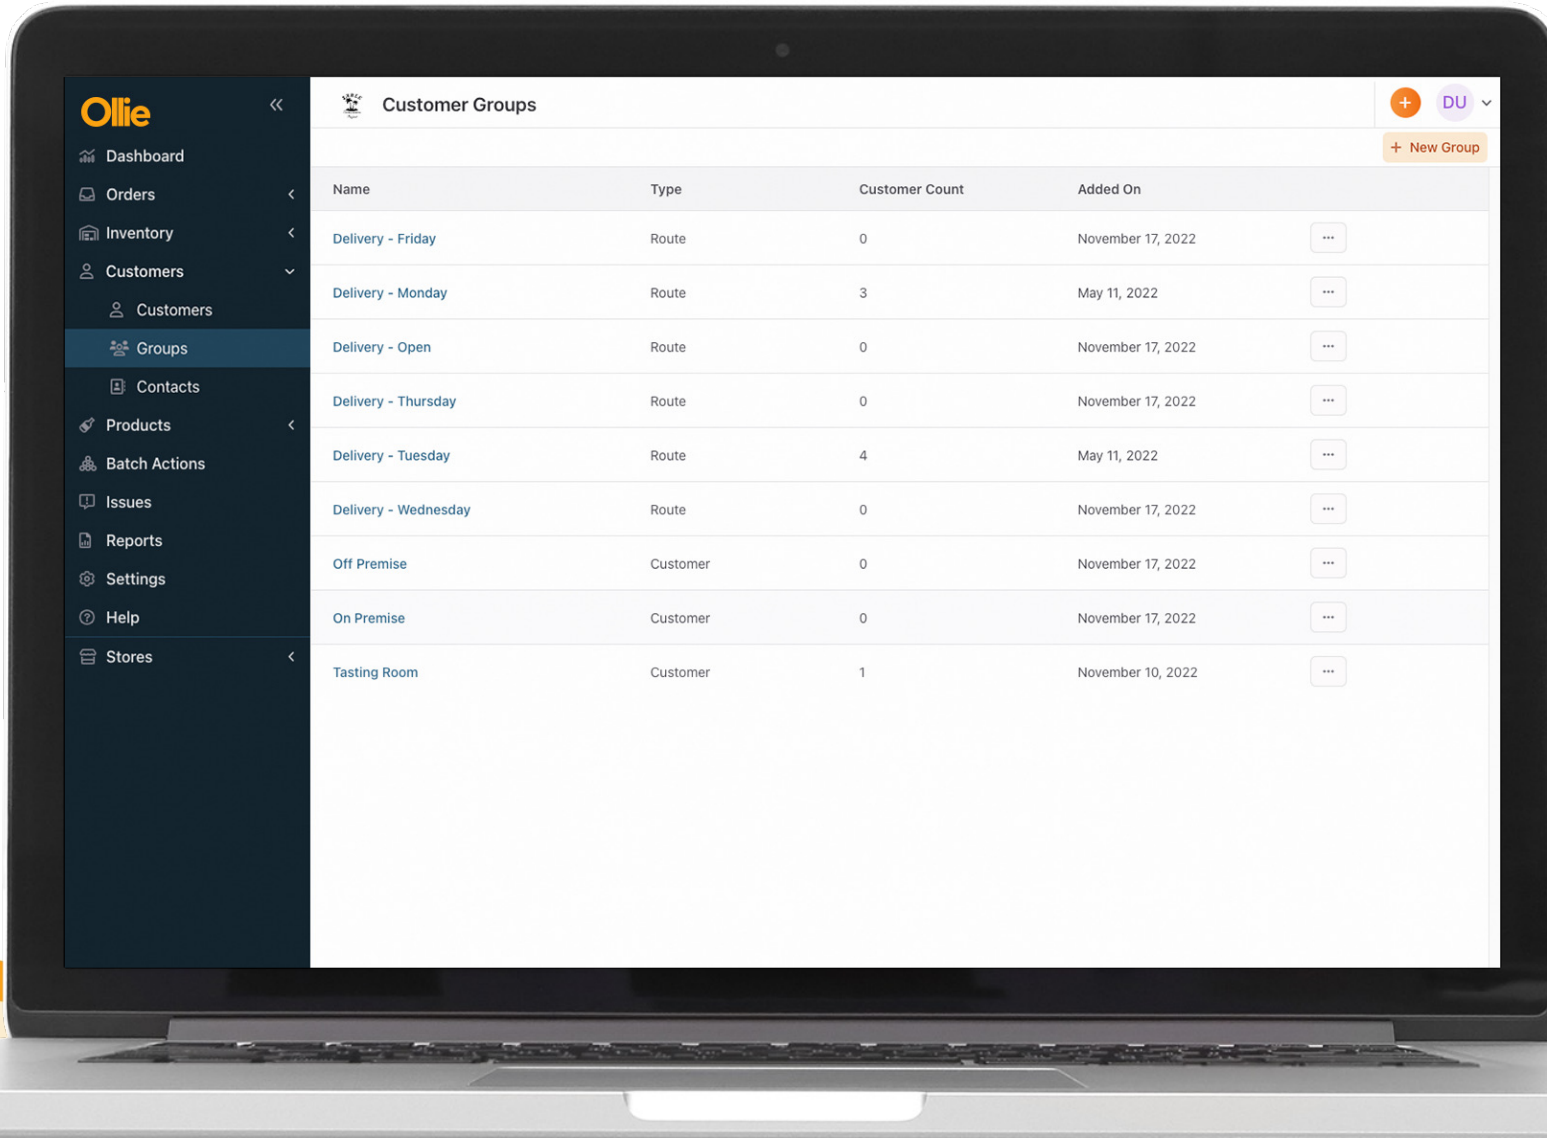 Ollie
Customer Groups
DU
+ New Group
Dashboard
Orders
Inventory
Customers
Customers
Groups
Contacts
Products
Batch Actions
Issues
Reports
Settings
Help
Stores
Name Type Customer Count Added On
Delivery - Friday Route 0 November 17, 2022 ...
Delivery - Monday Route 3 May 11, 2022 ...
Delivery - Open Route 0 November 17, 2022 ...
Delivery - Thursday Route 0 November 17, 2022 ...
Delivery - Tuesday Route 4 May 11, 2022 ...
Delivery - Wednesday Route 0 November 17, 2022 ...
Off Premise Customer 0 November 17, 2022 ...
On Premise Customer 0 November 17, 2022 ...
Tasting Room Customer 1 November 10, 2022 ...